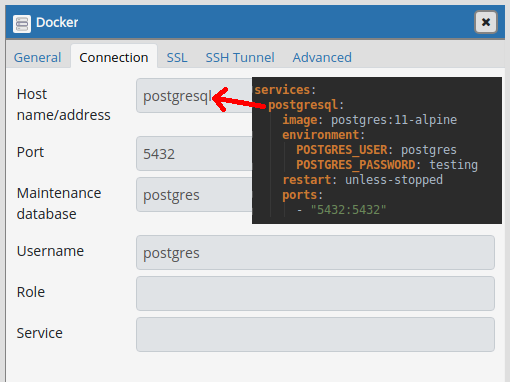 Docker
General Connection SSL SSH Tunnel Advanced
Host name/address
postgresql
Port
5432
Maintenance database
postgres
Username
postgres
Role
Service
services:
  postgresql:
    image: postgres:11-alpine
    environment:
      POSTGRES_USER: postgres
      POSTGRES_PASSWORD: testing
    restart: unless-stopped
    ports:
      - "5432:5432"